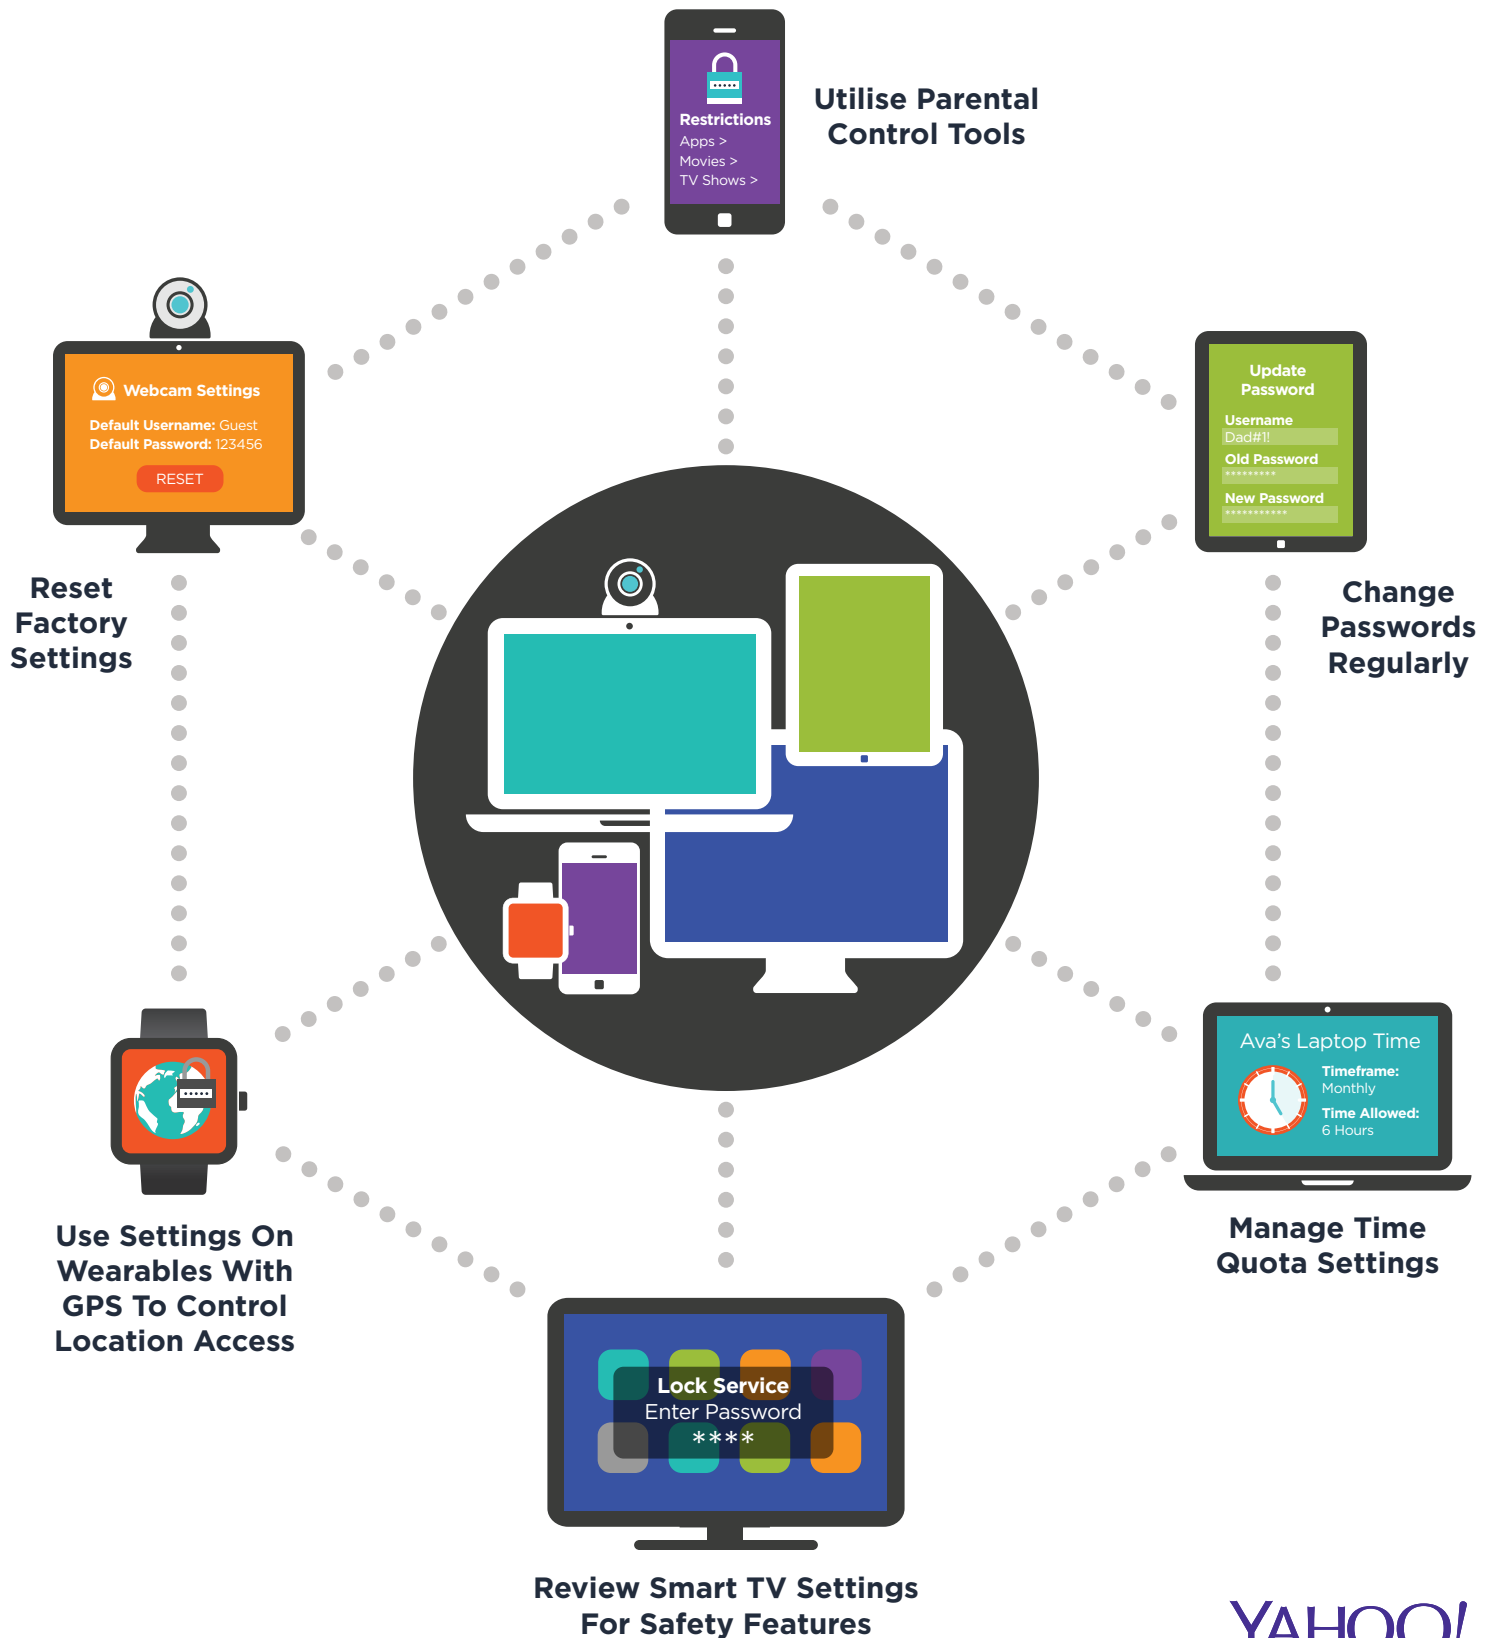 Restrictions
Apps >
Movies >
TV Shows >
Utilise Parental
Control Tools
Webcam Settings
Default Username: Guest
Default Password: 123456
RESET
Reset
Factory
Settings
Update
Password
Username
Dad#1!
Old Password
*********
New Password
***********
Change
Passwords
Regularly
Use Settings On
Wearables With
GPS To Control
Location Access
Ava's Laptop Time
Timeframe:
Monthly
Time Allowed:
6 Hours
Manage Time
Quota Settings
Lock Service
Enter Password
****
Review Smart TV Settings
For Safety Features
YAHOO!